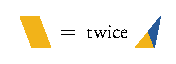 = twice